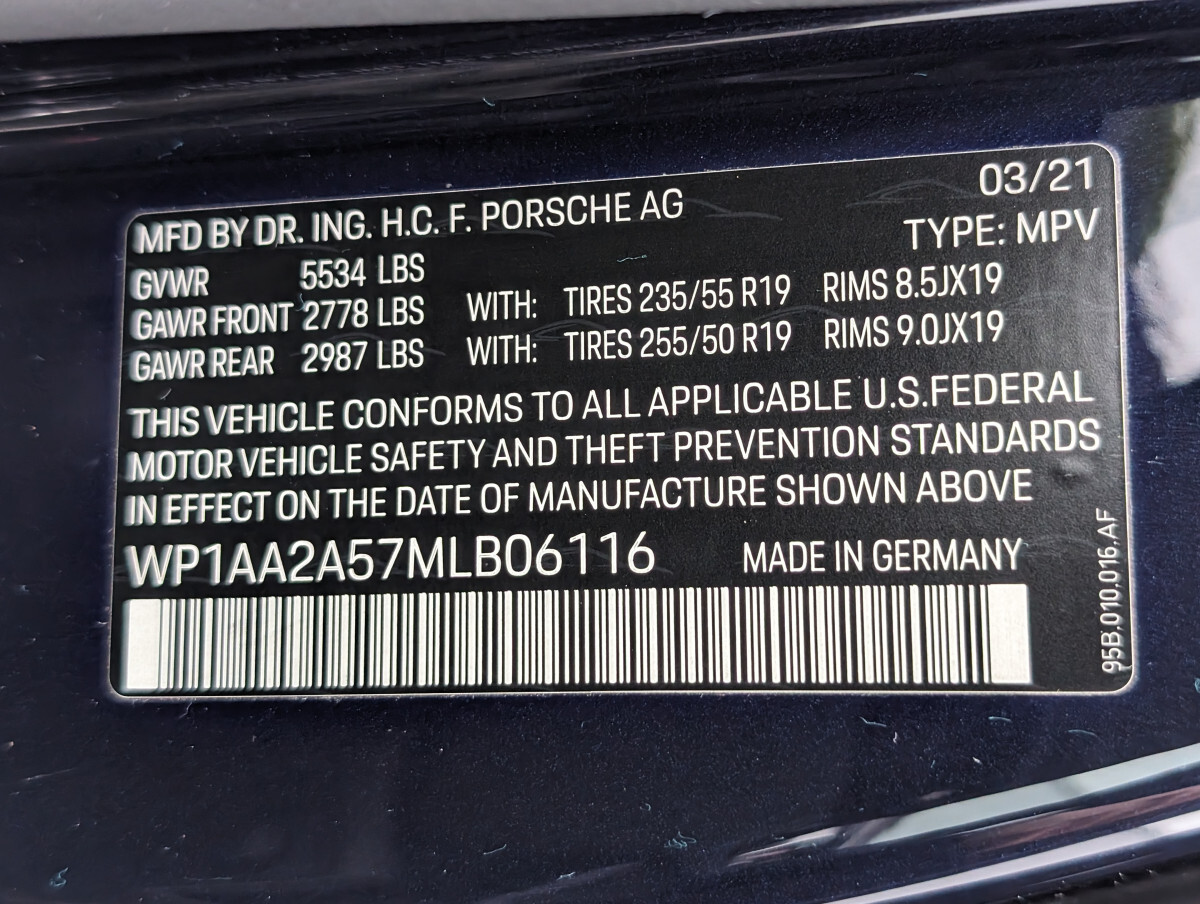 03/21
MFD BY DR. ING. H.C. F. PORSCHE AG
TYPE: MPV
GVWR 5534 LBS
GAWR FRONT 2778 LBS WITH: TIRES 235/55 R19 RIMS 8.5JX19
GAWR REAR 2987 LBS WITH: TIRES 255/50 R19 RIMS 9.0JX19
THIS VEHICLE CONFORMS TO ALL APPLICABLE U.S.FEDERAL
MOTOR VEHICLE SAFETY AND THEFT PREVENTION STANDARDS
IN EFFECT ON THE DATE OF MANUFACTURE SHOWN ABOVE
WP1AA2A57MLB06116 MADE IN GERMANY
95B.010.016.AF